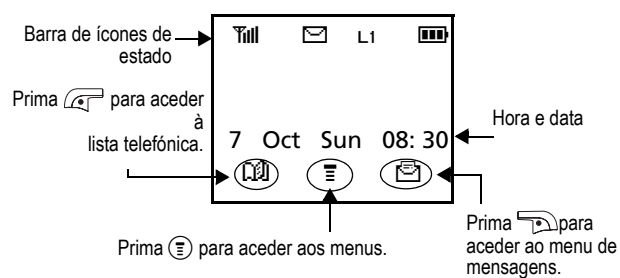 Barra de ícones de
estado
L1
Prima para aceder
à
lista telefónica.
7 Oct Sun 08: 30
Hora e data
Prima para aceder aos menus.
Prima para
aceder ao menu de
mensagens.